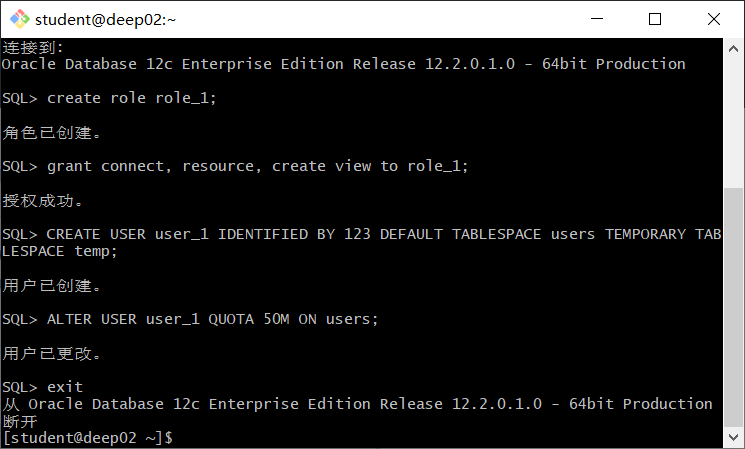 student@deep02:~
连接到:
Oracle Database 12c Enterprise Edition Release 12.2.0.1.0 - 64bit Production
SQL> create role role_1;
角色已创建。
SQL> grant connect, resource, create view to role_1;
授权成功。
SQL> CREATE USER user_1 IDENTIFIED BY 123 DEFAULT TABLESPACE users TEMPORARY TAB
LESPACE temp;
用户已创建。
SQL> ALTER USER user_1 QUOTA 50M ON users;
用户已更改。
SQL> exit
从 Oracle Database 12c Enterprise Edition Release 12.2.0.1.0 - 64bit Production
断开
[student@deep02 ~]$